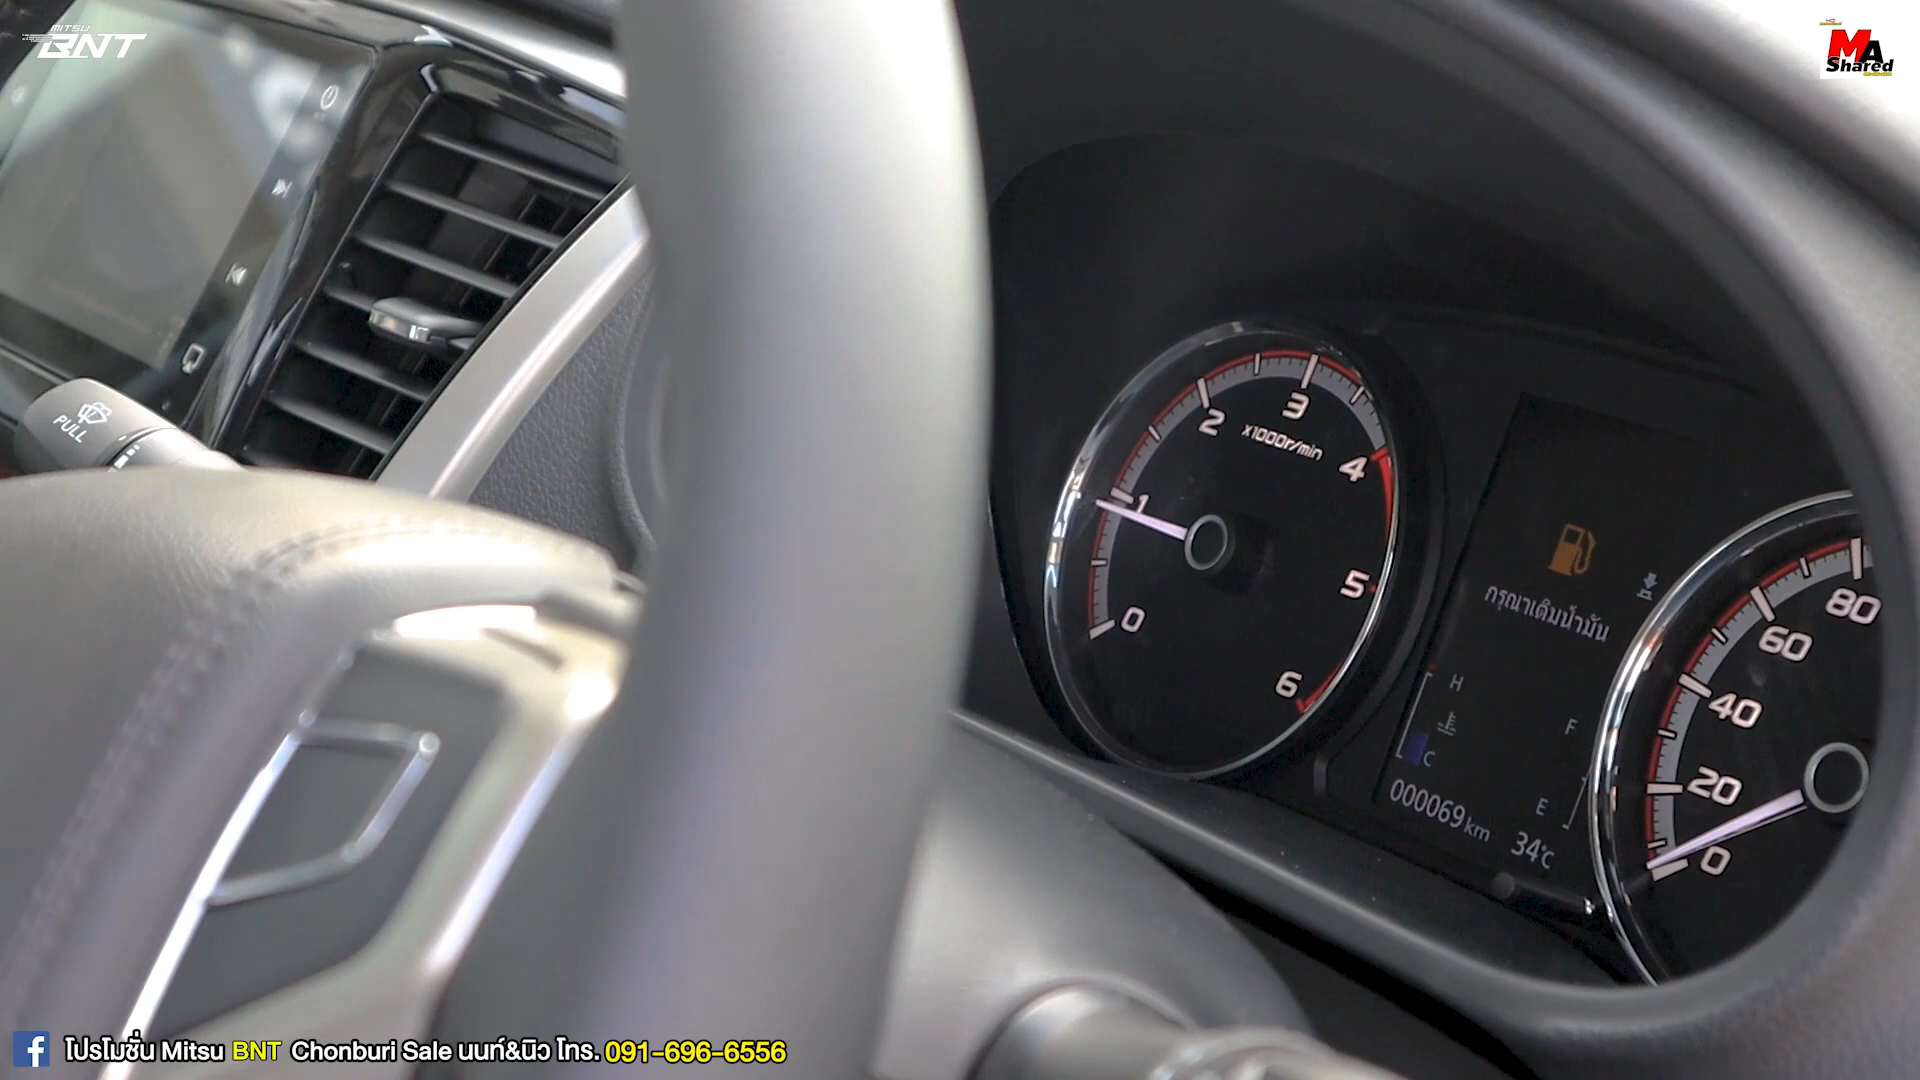 MITSU
BNT
MA
Shared
PULL
0
1
2
3
4
5
6
x1000r/min
กรุณาเติมน้ำมัน
H
C
F
E
000069 km
34°C
0
20
40
60
80
โปรโมชั่น Mitsu BNT Chonburi Sale นนท์&นิว โทร. 091-696-6556